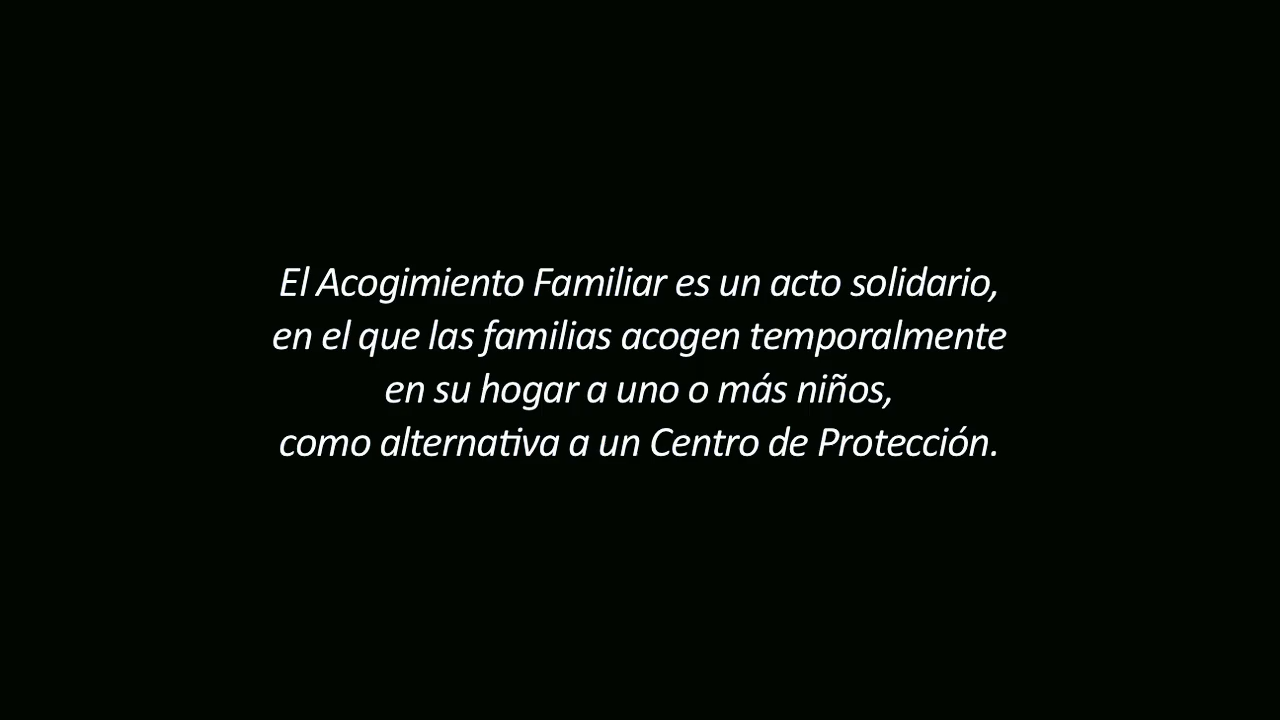 El Acogimiento Familiar es un acto solidario,
en el que las familias acogen temporalmente
en su hogar a uno o más niños,
como alternativa a un Centro de Protección.